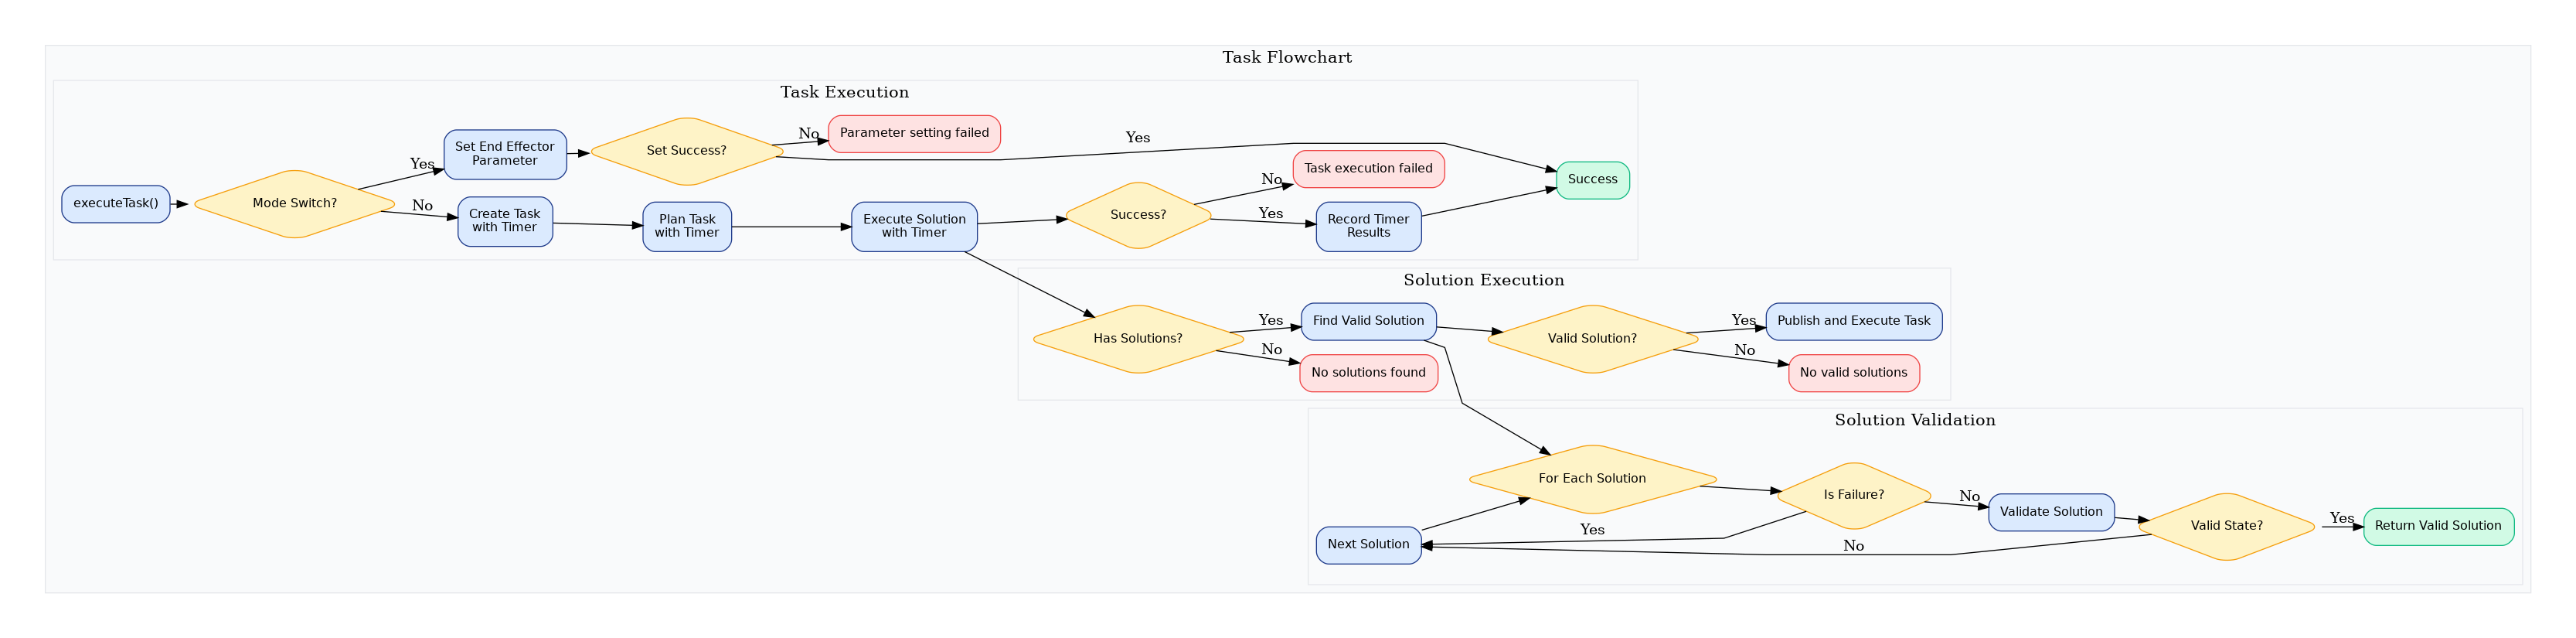 Task Flowchart
Task Execution
executeTask()
Mode Switch?
Yes
No
Set End Effector
Parameter
Set Success?
No
Parameter setting failed
Yes
Create Task
with Timer
Plan Task
with Timer
Execute Solution
with Timer
Success?
No
Task execution failed
Yes
Record Timer
Results
Success
Solution Execution
Has Solutions?
Yes
Find Valid Solution
No
No solutions found
Valid Solution?
Yes
Publish and Execute Task
No
No valid solutions
Solution Validation
For Each Solution
Is Failure?
No
Validate Solution
Valid State?
Yes
Return Valid Solution
Yes
Next Solution
No